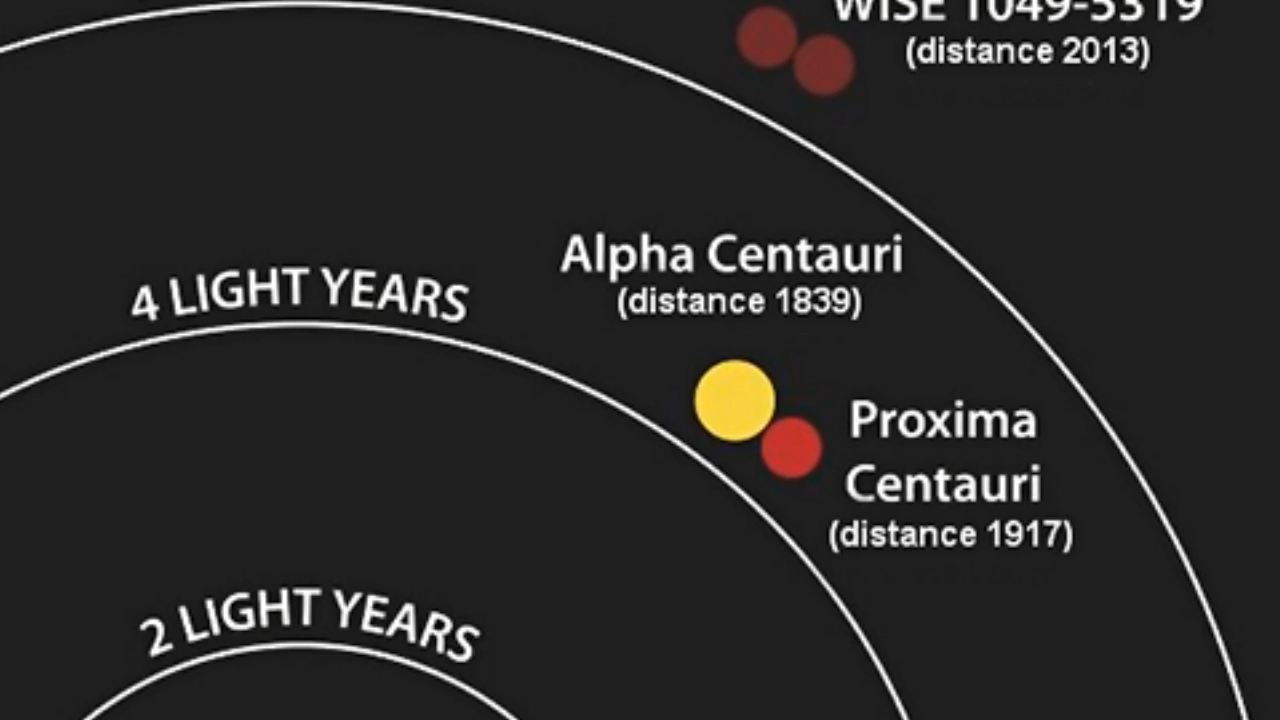 WISE 1049-5319
(distance 2013)
Alpha Centauri
(distance 1839)
4 LIGHT YEARS
Proxima
Centauri
(distance 1917)
2 LIGHT YEARS